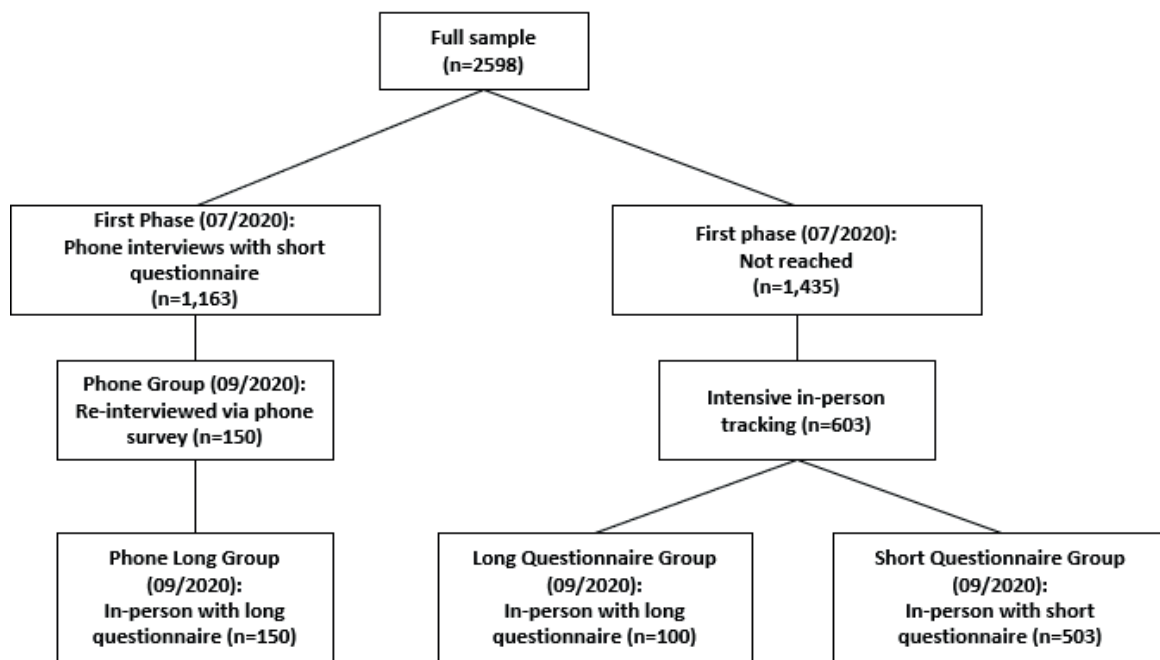 Full sample
(n=2598)
First Phase (07/2020):
Phone interviews with short
questionnaire
(n=1,163)
First phase (07/2020):
Not reached
(n=1,435)
Phone Group (09/2020):
Re-interviewed via phone
survey (n=150)
Intensive in-person
tracking (n=603)
Phone Long Group
(09/2020):
In-person with long
questionnaire (n=150)
Long Questionnaire Group
(09/2020):
In-person with long
questionnaire (n=100)
Short Questionnaire Group
(09/2020):
In-person with short
questionnaire (n=503)